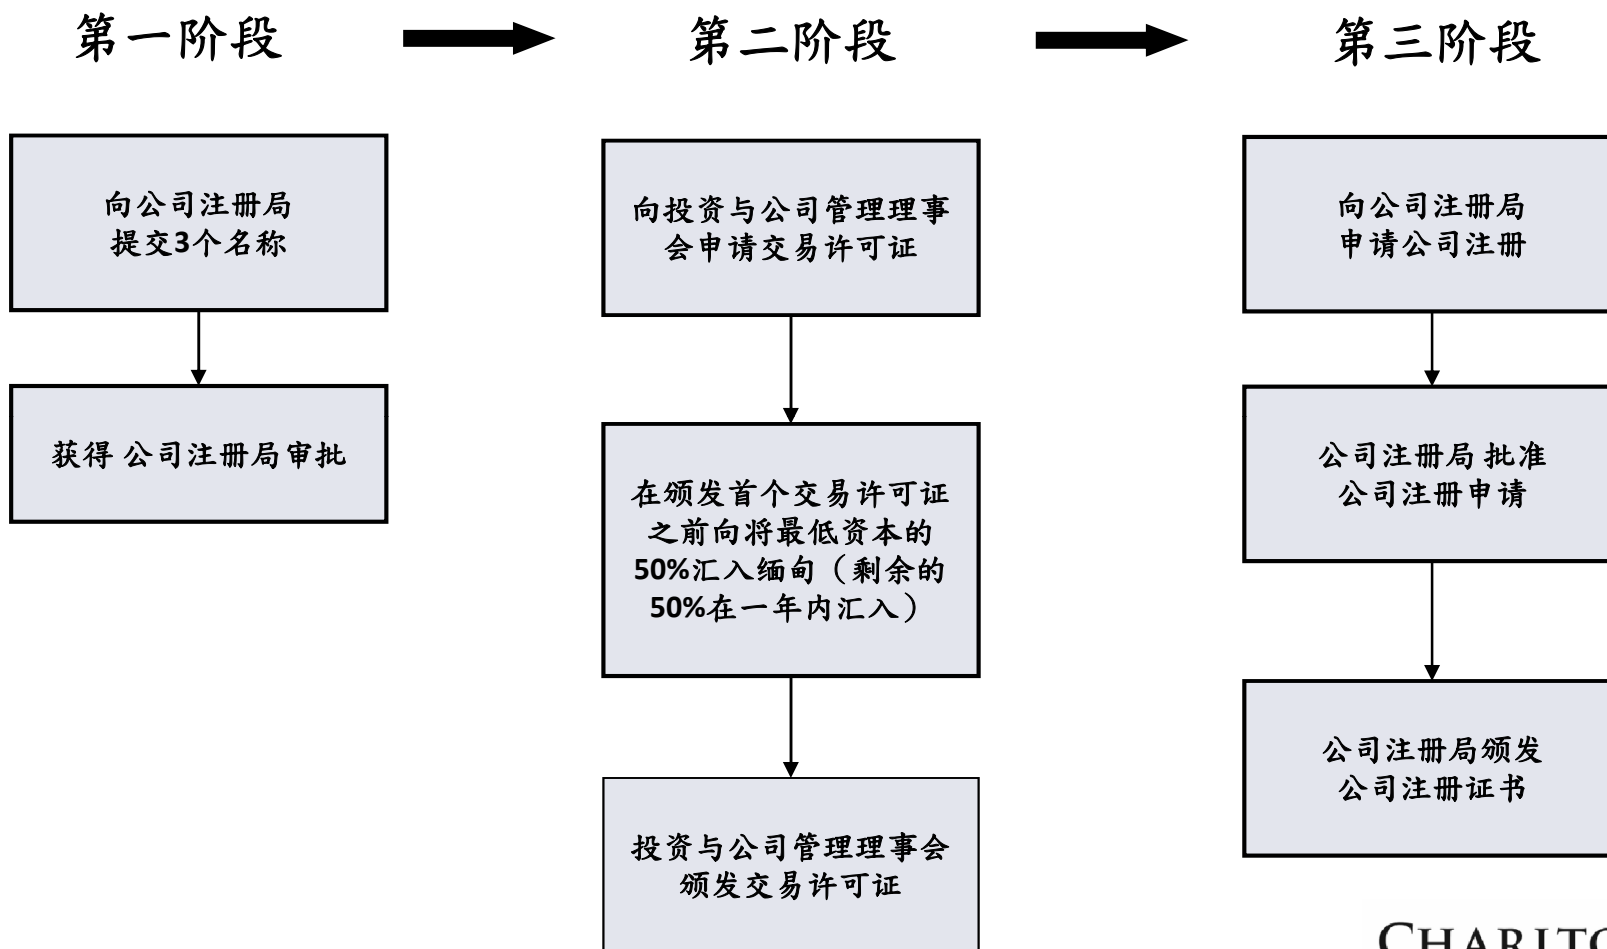 第一阶段
第二阶段
第三阶段
向公司注册局
提交3个名称
获得 公司注册局审批
向投资与公司管理理事
会申请交易许可证
在颁发首个交易许可证
之前向将最低资本的
50%汇入缅甸（剩余的
50%在一年内汇入）
投资与公司管理理事会
颁发交易许可证
向公司注册局
申请公司注册
公司注册局 批准
公司注册申请
公司注册局颁发
公司注册证书